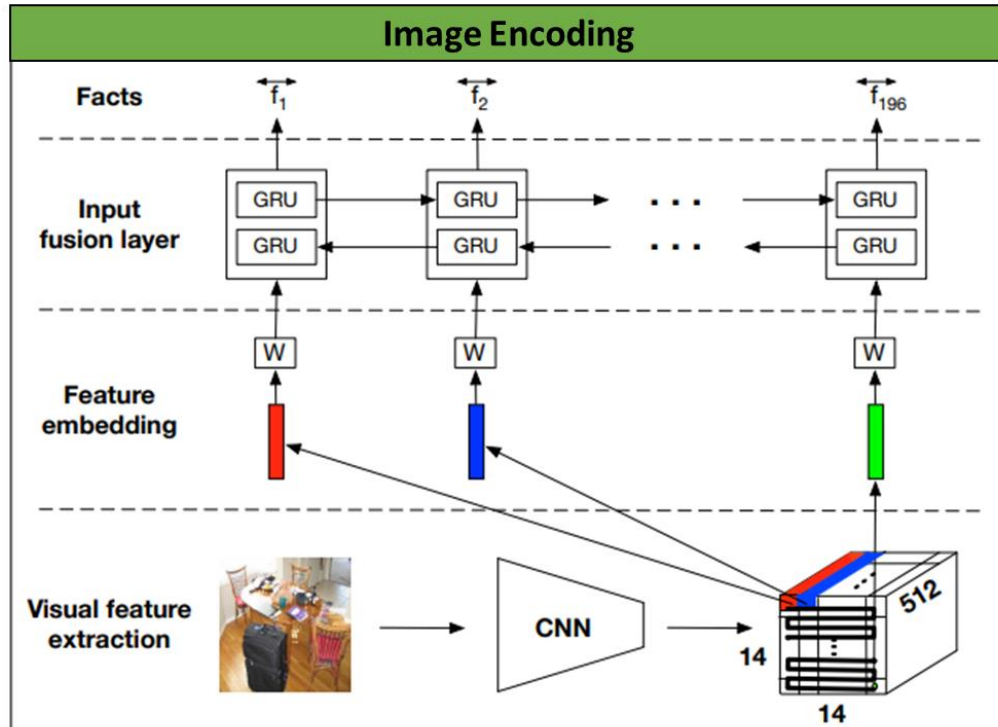 Image Encoding
Facts
f1
f2
f196
GRU
GRU
. . .
GRU
Input
fusion layer
GRU
GRU
. . .
GRU
W
W
W
Feature
embedding
Visual feature
extraction
CNN
14
512
14